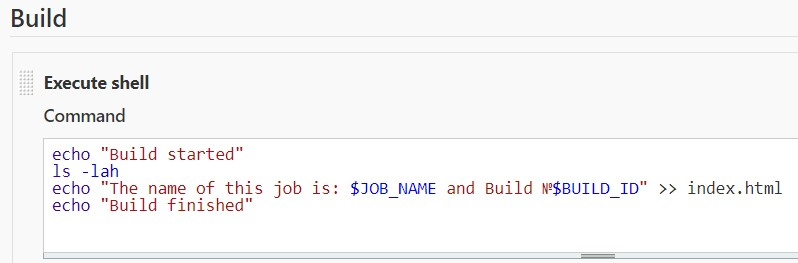 Build
Execute shell
Command
echo "Build started"
ls -lah
echo "The name of this job is: $JOB_NAME and Build №$BUILD_ID" >> index.html
echo "Build finished"